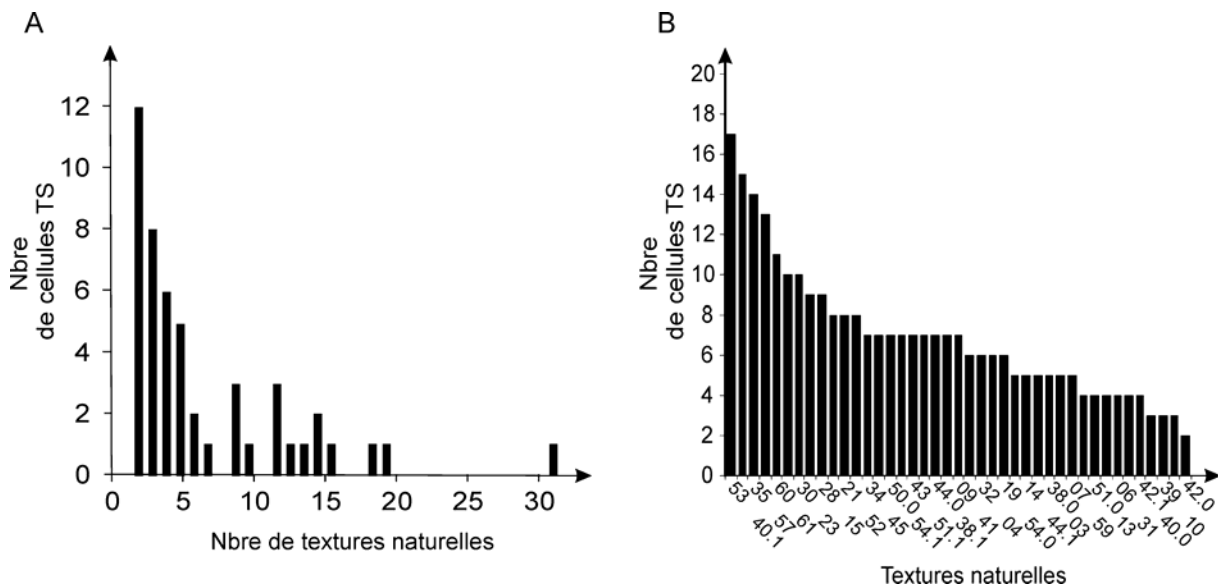 A
Nbre
de cellules TS
12
10
8
6
4
2
0
0 5 10 15 20 25 30
Nbre de textures naturelles
B
Nbre
de cellules TS
20
18
16
14
12
10
8
6
4
2
0
53 35 60 30 28 21 34 50.0 43 44.0 09 32 19 14 38.0 07 51.0 06 42.1 39 42.0
40.1 57 61 23 15 52 45 54.1 51.1 38.1 41 04 54.0 44.1 03 59 13 31 40.0 10
Textures naturelles